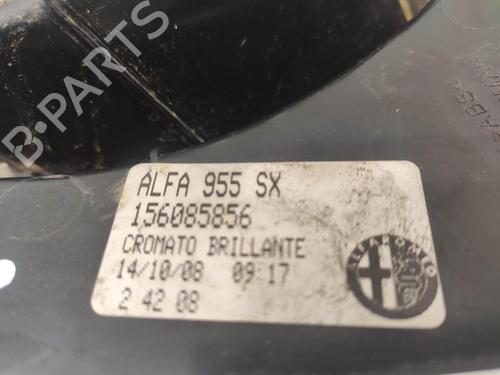 B-PARTS
ALFA 955 SX
156085856
CROMATO BRILLANTE
14/10/08 09:17
2 42 08
ALFA ROMEO